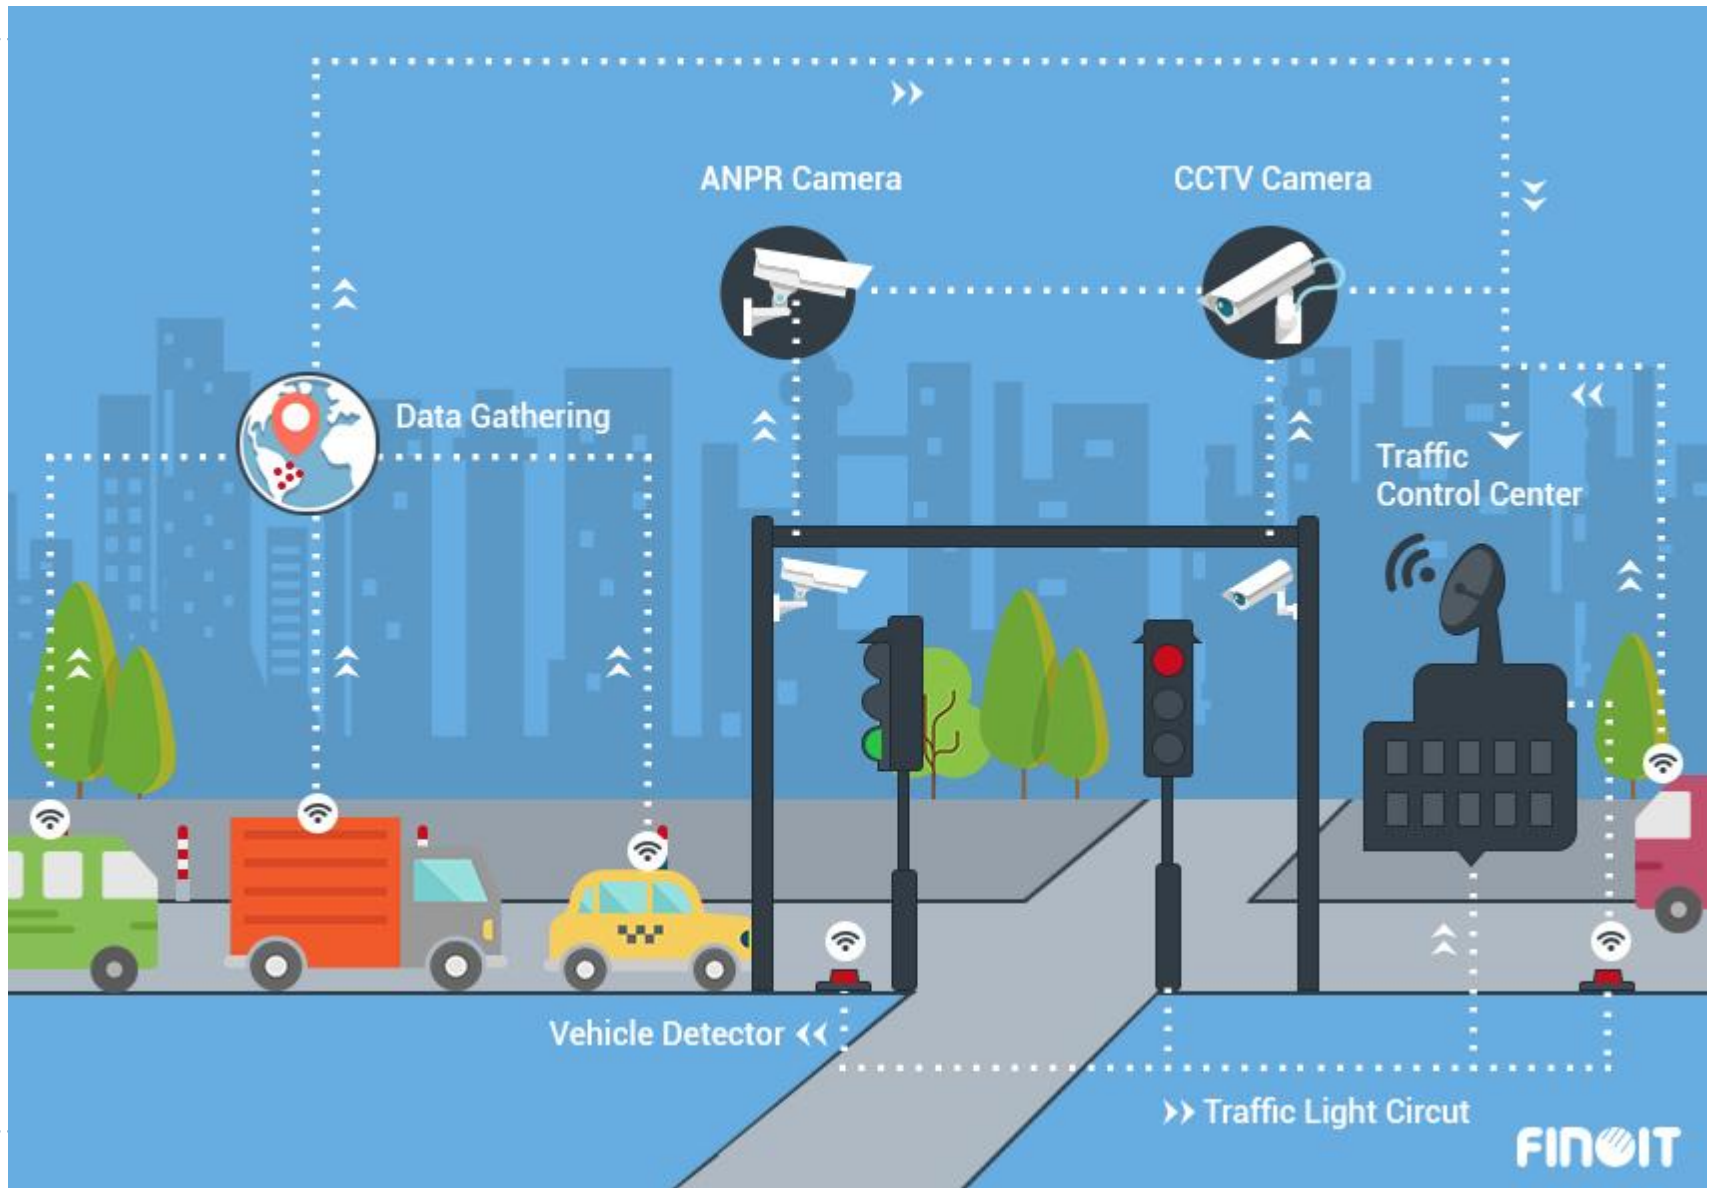 ANPR Camera
CCTV Camera
Data Gathering
Traffic
Control Center
Vehicle Detector
Traffic Light Circut
FINOIT